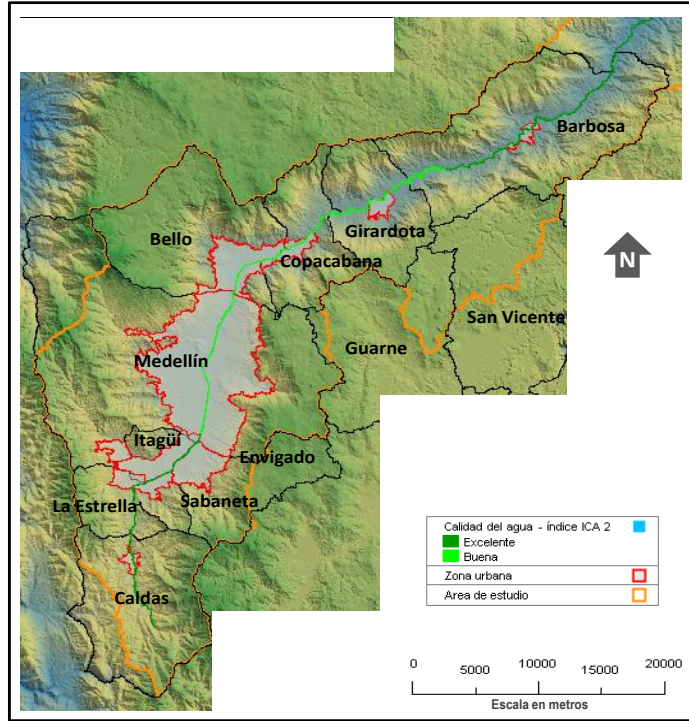 Barbosa
Girardota
Bello
Copacabana
San Vicente
Guarne
Medellín
Itagüí
Envigado
La Estrella
Sabaneta
Caldas
N
Calidad del agua - índice ICA 2
Excelente
Buena
Zona urbana
Area de estudio
0 10000 20000
5000 15000
Escala en metros